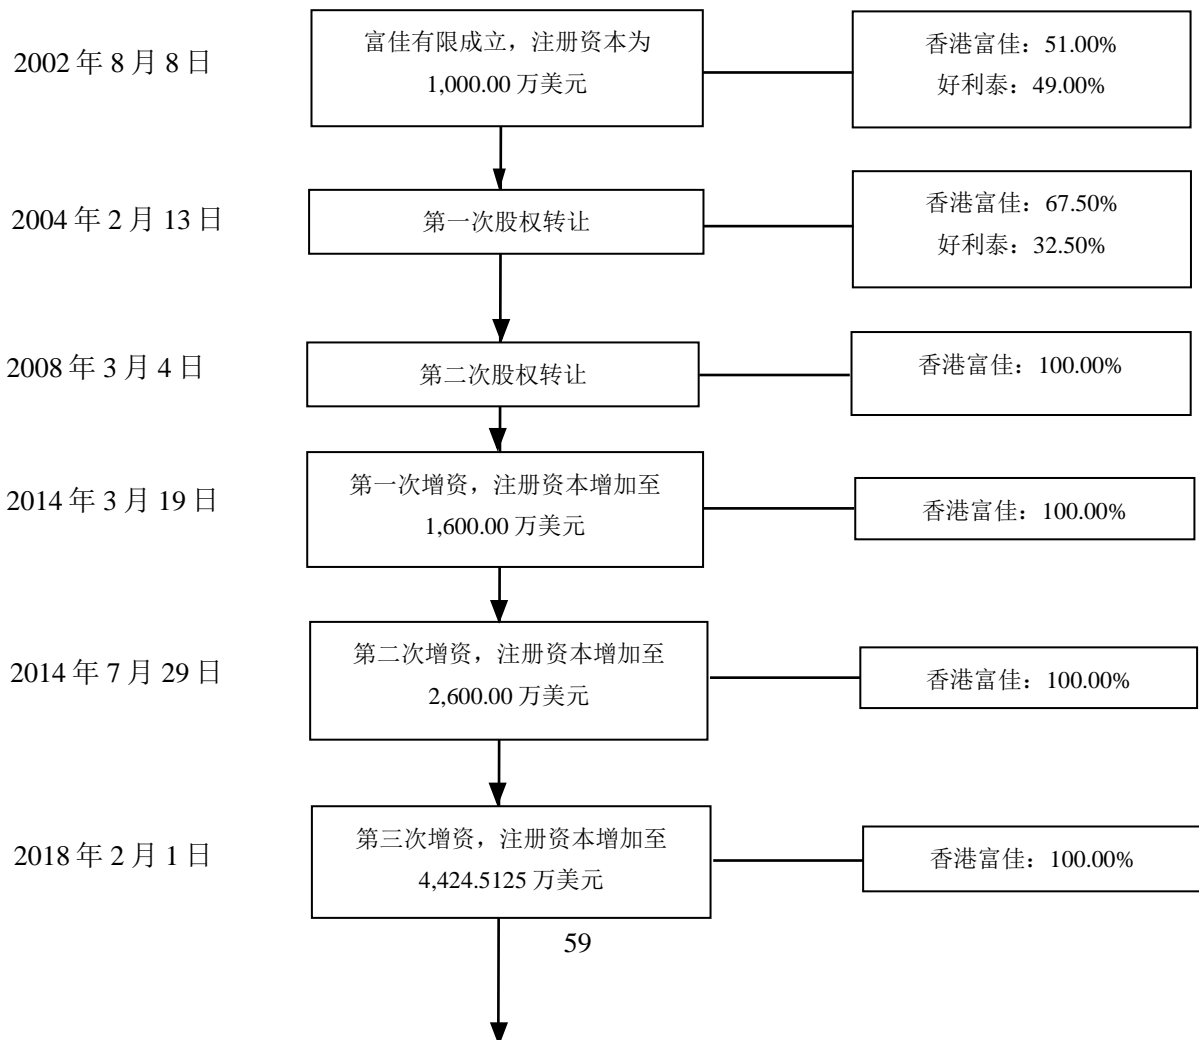 2002 年 8 月 8 日
富佳有限成立，注册资本为
1,000.00 万美元
香港富佳：51.00%
好利泰：49.00%
2004 年 2 月 13 日
第一次股权转让
香港富佳：67.50%
好利泰：32.50%
2008 年 3 月 4 日
第二次股权转让
香港富佳：100.00%
2014 年 3 月 19 日
第一次增资，注册资本增加至
1,600.00 万美元
香港富佳：100.00%
2014 年 7 月 29 日
第二次增资，注册资本增加至
2,600.00 万美元
香港富佳：100.00%
2018 年 2 月 1 日
第三次增资，注册资本增加至
4,424.5125 万美元
香港富佳：100.00%
59